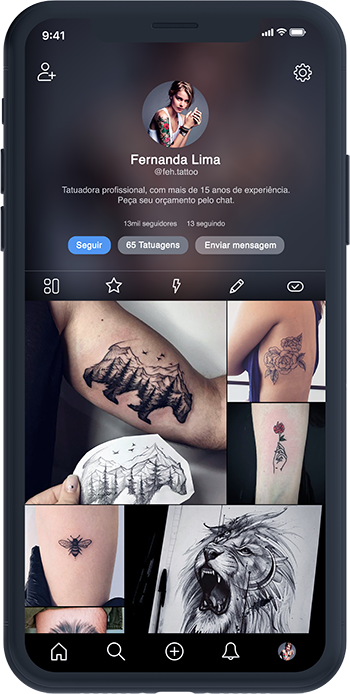 9:41
Fernanda Lima
@feh.tattoo
Tatuadora profissional, com mais de 15 anos de experiência.
Peça seu orçamento pelo chat.
13mil seguidores 13 seguindo
Seguir 65 Tatuagens Enviar mensagem